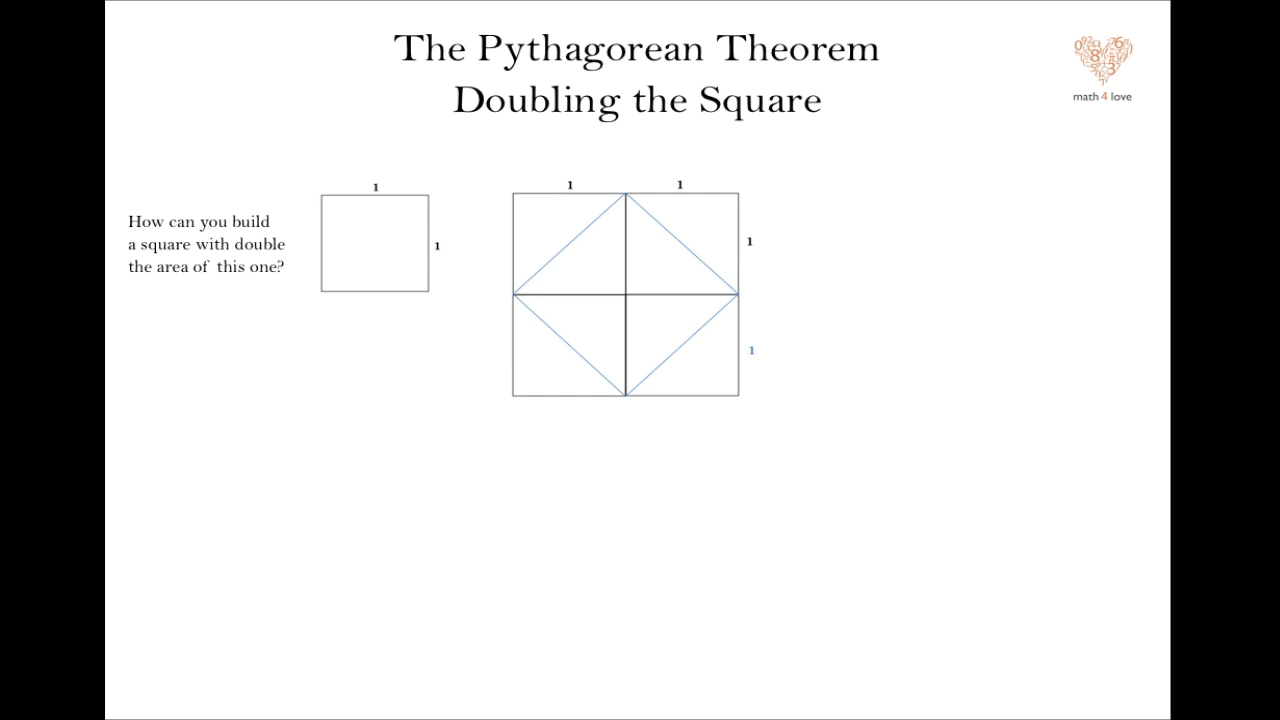 The Pythagorean Theorem
Doubling the Square
math 4 love
How can you build
a square with double
the area of this one?
1
1
1
1
1
1